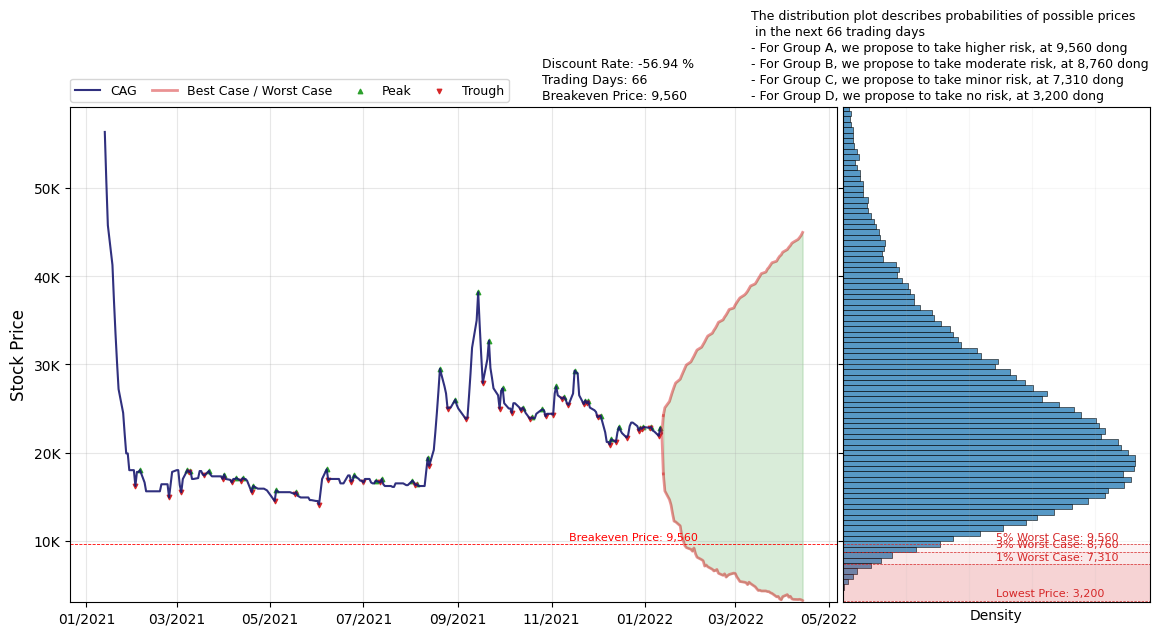 The distribution plot describes probabilities of possible prices
in the next 66 trading days
- For Group A, we propose to take higher risk, at 9,560 dong
- For Group B, we propose to take moderate risk, at 8,760 dong
- For Group C, we propose to take minor risk, at 7,310 dong
- For Group D, we propose to take no risk, at 3,200 dong
Discount Rate: -56.94 %
Trading Days: 66
Breakeven Price: 9,560
CAG
Best Case / Worst Case
Peak
Trough
Stock Price
50K
40K
30K
20K
10K
Breakeven Price: 9,560
5% Worst Case: 9,560
3% Worst Case: 8,760
1% Worst Case: 7,310
Lowest Price: 3,200
01/2021
03/2021
05/2021
07/2021
09/2021
11/2021
01/2022
03/2022
05/2022
Density